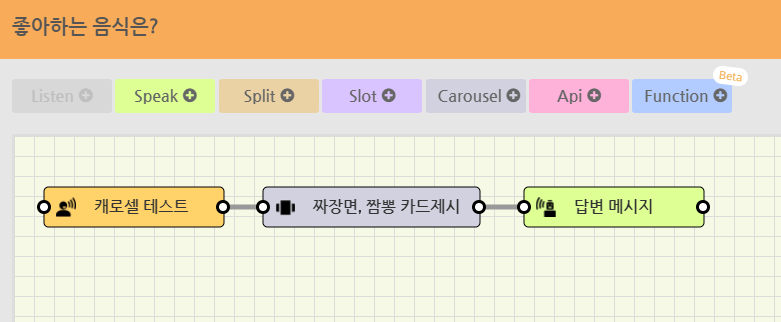 좋아하는 음식은?
Beta
Listen Speak Split Slot Carousel Api Function
캐로셀 테스트 짜장면, 짬뽕 카드제시 답변 메시지